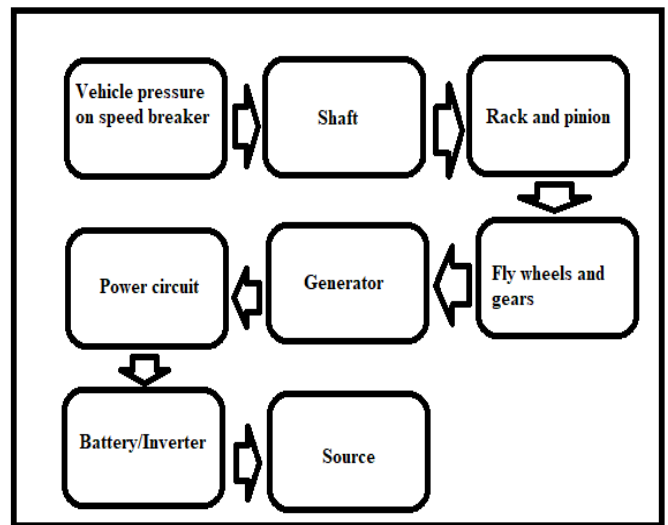 Vehicle pressure
on speed breaker
Shaft
Rack and pinion
Fly wheels and
gears
Generator
Power circuit
Battery/Inverter
Source